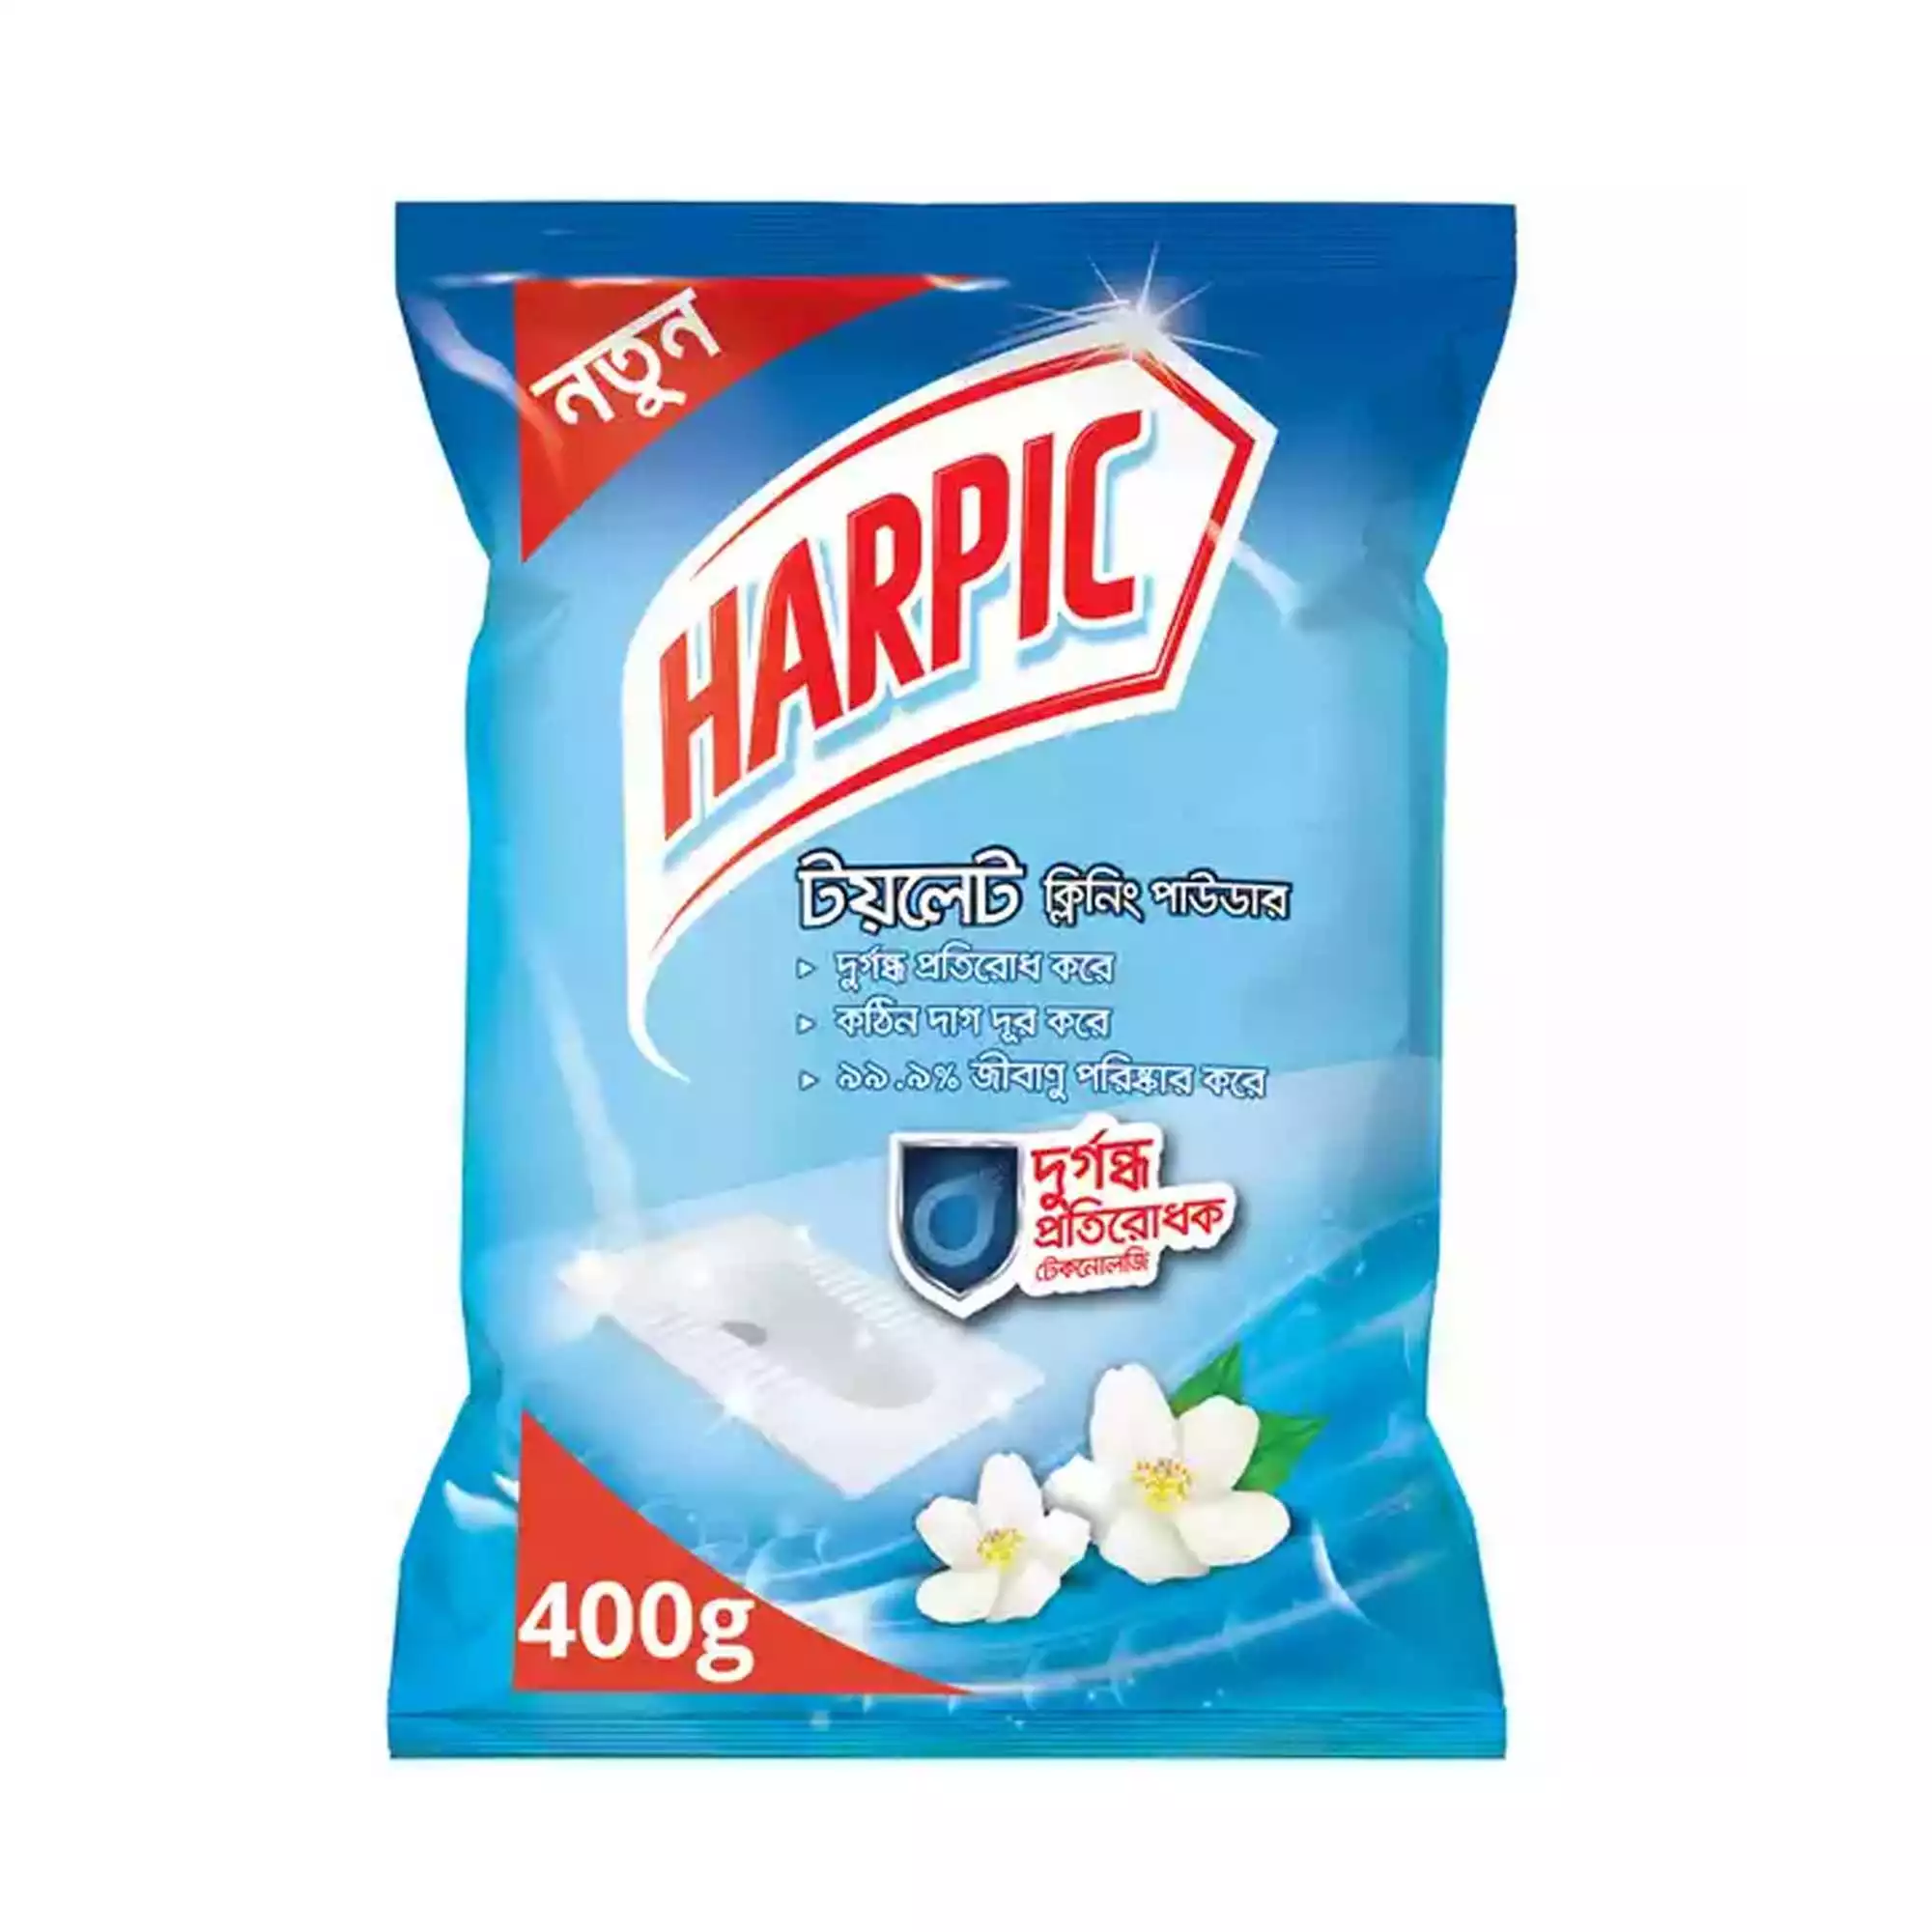 নতুন
HARPIC
টয়লেট ক্লিনিং পাউডার
দুর্গন্ধ প্রতিরোধ করে
কঠিন দাগ দূর করে
৯৯.৯% জীবাণু পরিষ্কার করে
দুর্গন্ধ
প্রতিরোধক
টেকনোলজি
400g